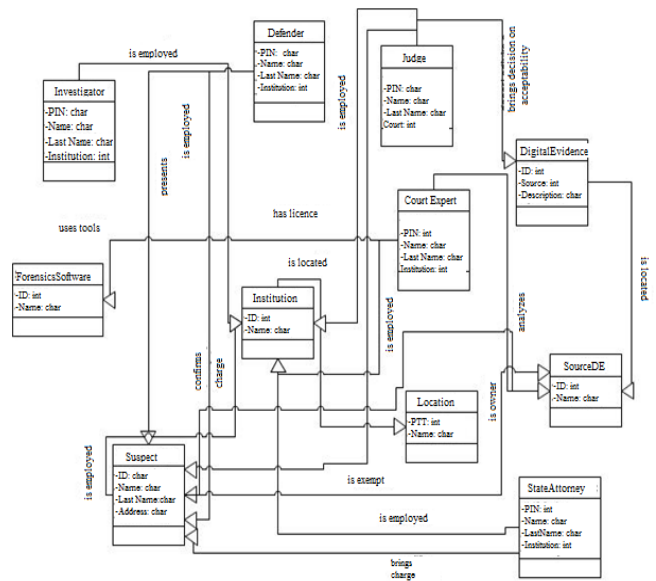 Defender
-PIN: char
-Name: char
-Last Name: char
-Institution: int
is employed
Judge
-PIN: char
-Name: char
-Last Name: char
Court: int
brings decision on
acceptability
Investigator
-PIN: char
-Name: char
-Last Name: char
-Institution: int
is employed
is employed
presents
DigitalEvidence
-ID: int
-Source: int
-Description: char
Court Expert
-PIN: int
-Name: char
-Last Name: char
Institution: int
has licence
uses tools
is located
is located
ForensicsSoftware
-ID: int
-Name: char
Institution
-ID: int
-Name: char
is employed
analyzes
SourceDE
-ID: int
-Name: char
confirms
charge
Location
-PTT: int
-Name: char
is owner
Suspect
-ID: char
-Name: char
-Last Name:char
-Address: char
is employed
is exempt
StateAttorney
-PIN: int
-Name: char
-LastName: char
-Institution: int
is employed
brings
charge